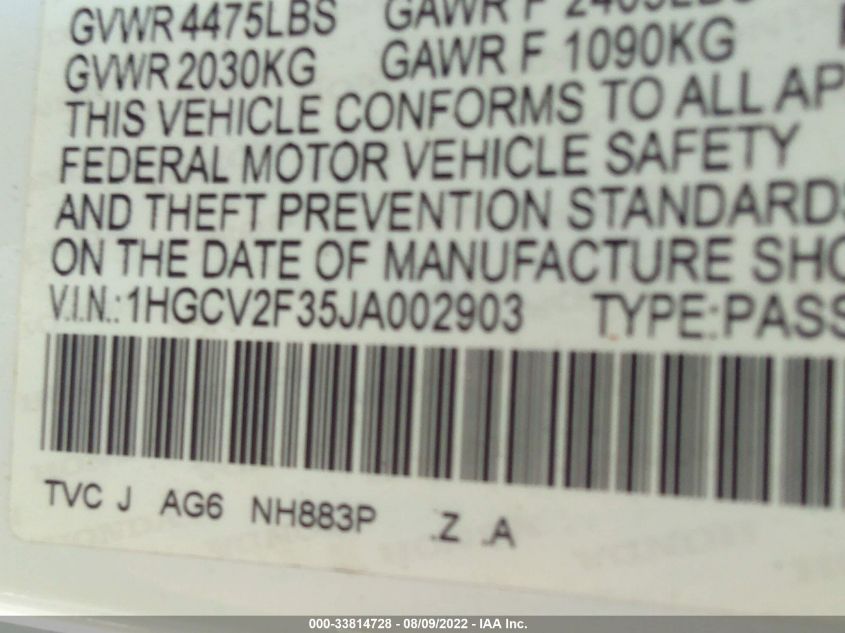 GVWR 4475LBS GAWR F
GVWR 2030KG GAWR F 1090KG
THIS VEHICLE CONFORMS TO ALL AP
FEDERAL MOTOR VEHICLE SAFETY
AND THEFT PREVENTION STANDARDS
ON THE DATE OF MANUFACTURE SHO
V.I.N.:1HGCV2F35JA002903 TYPE:PASS
TVC J AG6 NH883P .Z .A
000-33814728 - 08/09/2022 - IAA Inc.